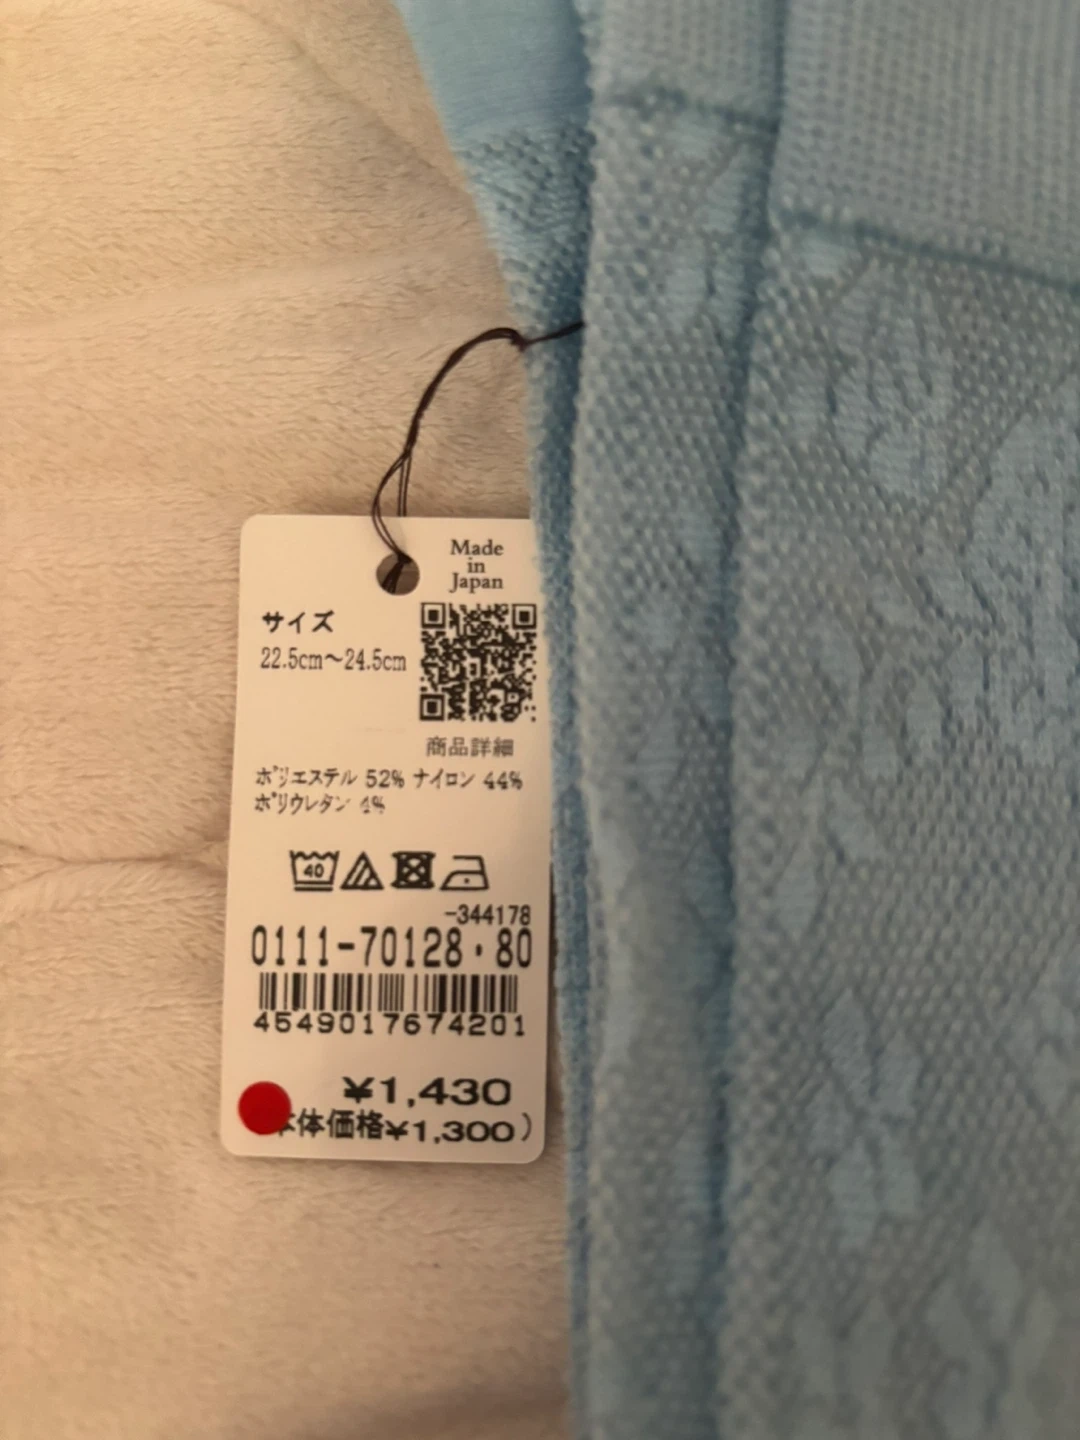 Made
in
Japan
サイズ
22.5cm～24.5cm
商品詳細
ポリエステル 52% ナイロン 44%
ポリウレタン 4%
40
-344178
0111-70128・80
4549017674201
¥1,430
体価格¥1,300)